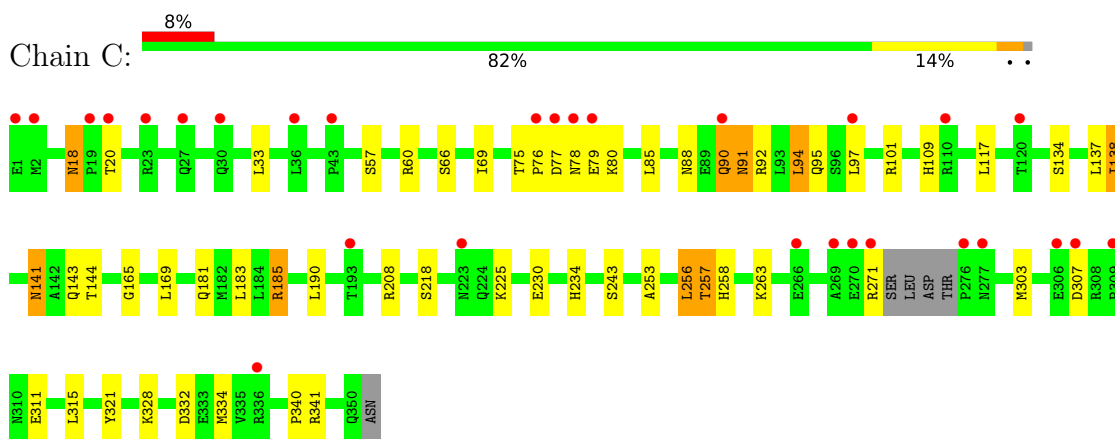 8%
Chain C:
82%
14%
• •
E1 M2 N18 P19 T20 R23 Q27 Q30 L33 L36 P43 S57 R60 S66 I69 T75 P76 D77 N78 E79 K80 L85 N88 E89 Q90 N91 R92 L93 L94 Q95 S96 L97 R101 H109 R110 L117 T120 S134 L137
N141 A142 Q143 T144 G165 L169 Q181 M182 L183 L184 R185 L190 T193 R208 S218 N223 Q224 K225 E230 H234 S243 A253 L256 T257 H258 K263 E266 A269 E270 R271 SER LEU ASP THR P276 N277 M303 E306 D307 R308
N310 E311 L315 Y321 K328 D332 E333 M334 V335 R336 P340 R341 Q350 ASN